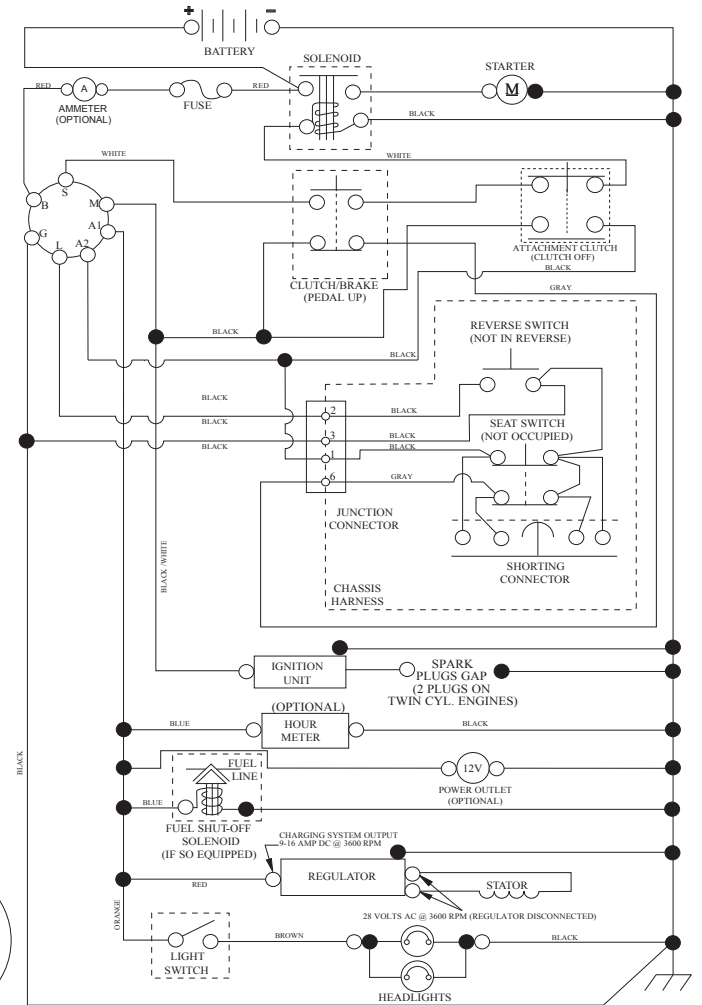 + −
BATTERY
SOLENOID
STARTER
RED
A
RED
M
AMMETER
(OPTIONAL)
FUSE
BLACK
WHITE
WHITE
S
B
M
A1
G
L
A2
ATTACHMENT CLUTCH
(CLUTCH OFF)
CLUTCH/BRAKE
(PEDAL UP)
BLACK
GRAY
BLACK
REVERSE SWITCH
(NOT IN REVERSE)
BLACK
BLACK
2
BLACK
BLACK
SEAT SWITCH
(NOT OCCUPIED)
3
BLACK
BLACK
1
BLACK
6
GRAY
JUNCTION
CONNECTOR
SHORTING
CONNECTOR
CHASSIS
HARNESS
BLACK /WHITE
IGNITION
UNIT
SPARK
PLUGS GAP
(2 PLUGS ON
TWIN CYL. ENGINES)
(OPTIONAL)
BLUE
HOUR
METER
BLACK
BLACK
FUEL
LINE
12V
POWER OUTLET
(OPTIONAL)
BLUE
FUEL SHUT-OFF
SOLENOID
(IF SO EQUIPPED)
CHARGING SYSTEM OUTPUT
9-16 AMP DC @ 3600 RPM
RED
REGULATOR
STATOR
28 VOLTS AC @ 3600 RPM (REGULATOR DISCONNECTED)
ORANGE
BROWN
BLACK
LIGHT
SWITCH
HEADLIGHTS